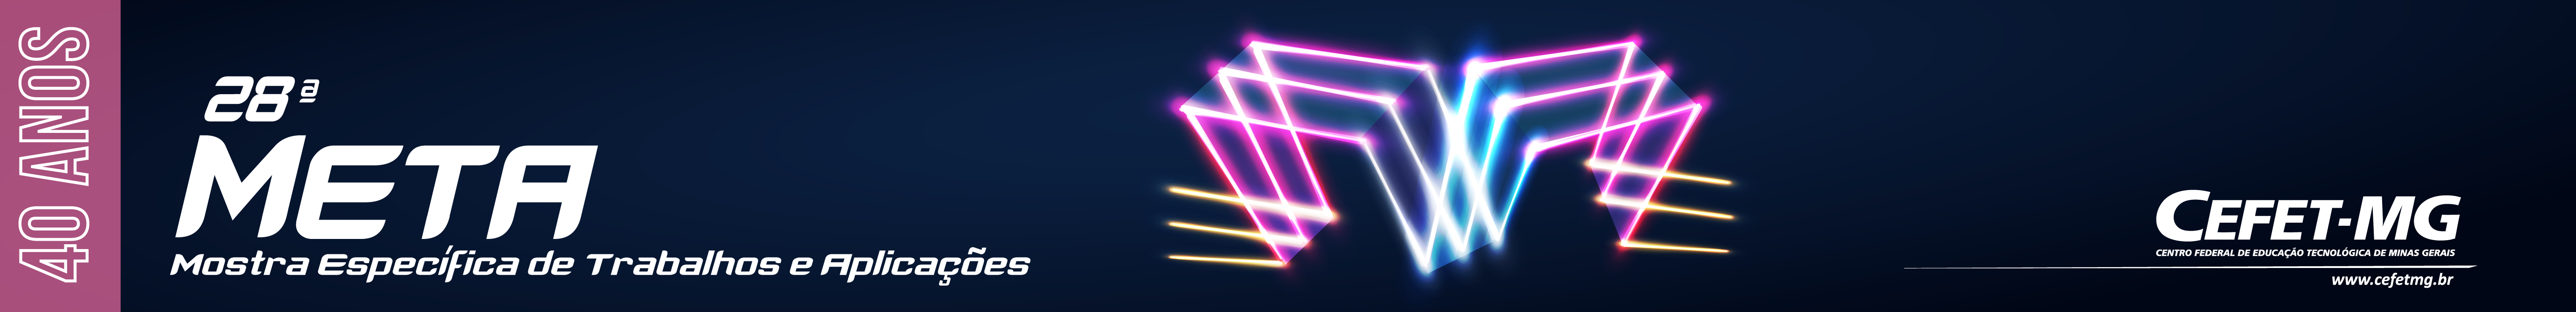 40 ANOS
28ª
META
Mostra Específica de Trabalhos e Aplicações
CEFET-MG
CENTRO FEDERAL DE EDUCAÇÃO TECNOLÓGICA DE MINAS GERAIS
www.cefetmg.br